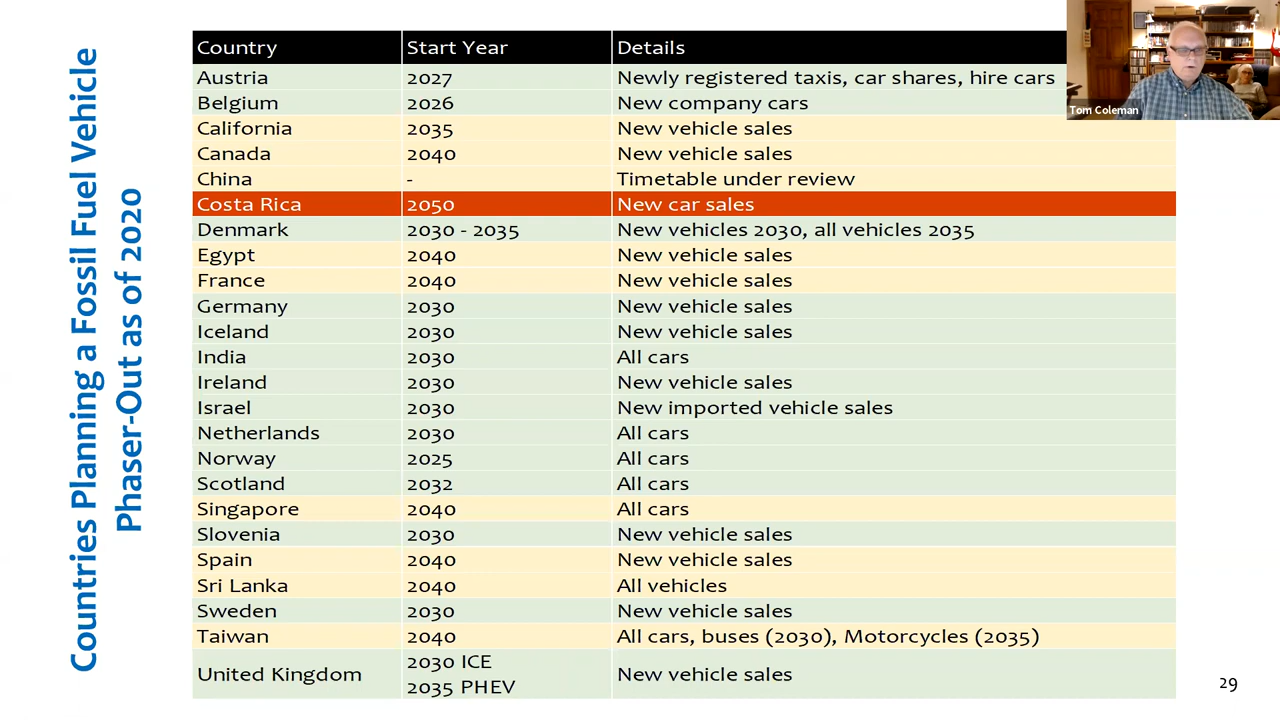 Countries Planning a Fossil Fuel Vehicle
Phaser-Out as of 2020
Country Start Year Details
Austria 2027 Newly registered taxis, car shares, hire cars
Belgium 2026 New company cars
California 2035 New vehicle sales
Canada 2040 New vehicle sales
China - Timetable under review
Costa Rica 2050 New car sales
Denmark 2030 - 2035 New vehicles 2030, all vehicles 2035
Egypt 2040 New vehicle sales
France 2040 New vehicle sales
Germany 2030 New vehicle sales
Iceland 2030 New vehicle sales
India 2030 All cars
Ireland 2030 New vehicle sales
Israel 2030 New imported vehicle sales
Netherlands 2030 All cars
Norway 2025 All cars
Scotland 2032 All cars
Singapore 2040 All cars
Slovenia 2030 New vehicle sales
Spain 2040 New vehicle sales
Sri Lanka 2040 All vehicles
Sweden 2030 New vehicle sales
Taiwan 2040 All cars, buses (2030), Motorcycles (2035)
United Kingdom 2030 ICE New vehicle sales
2035 PHEV
Tom Coleman
29